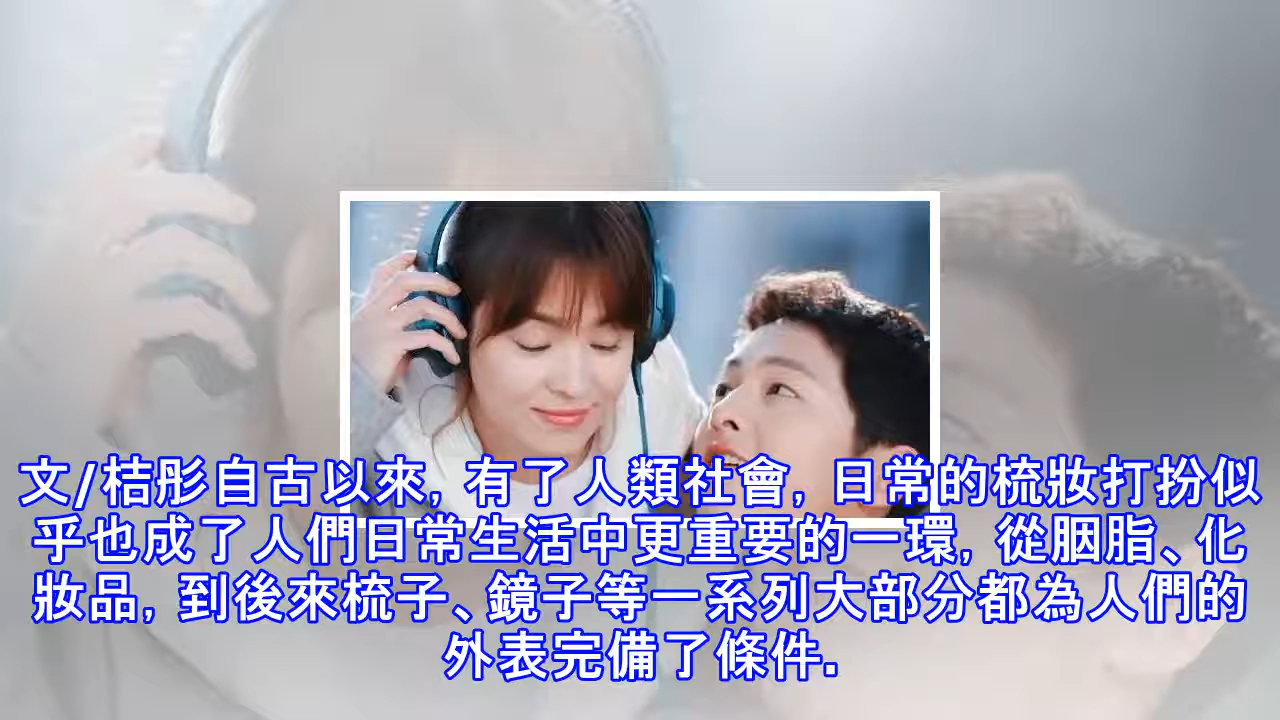 文/桔彤自古以來, 有了人類社會, 日常的梳妝打扮似
乎也成了人們日常生活中更重要的一環, 從胭脂、化
妝品, 到後來梳子、鏡子等一系列大部分都為人們的
外表完備了條件.